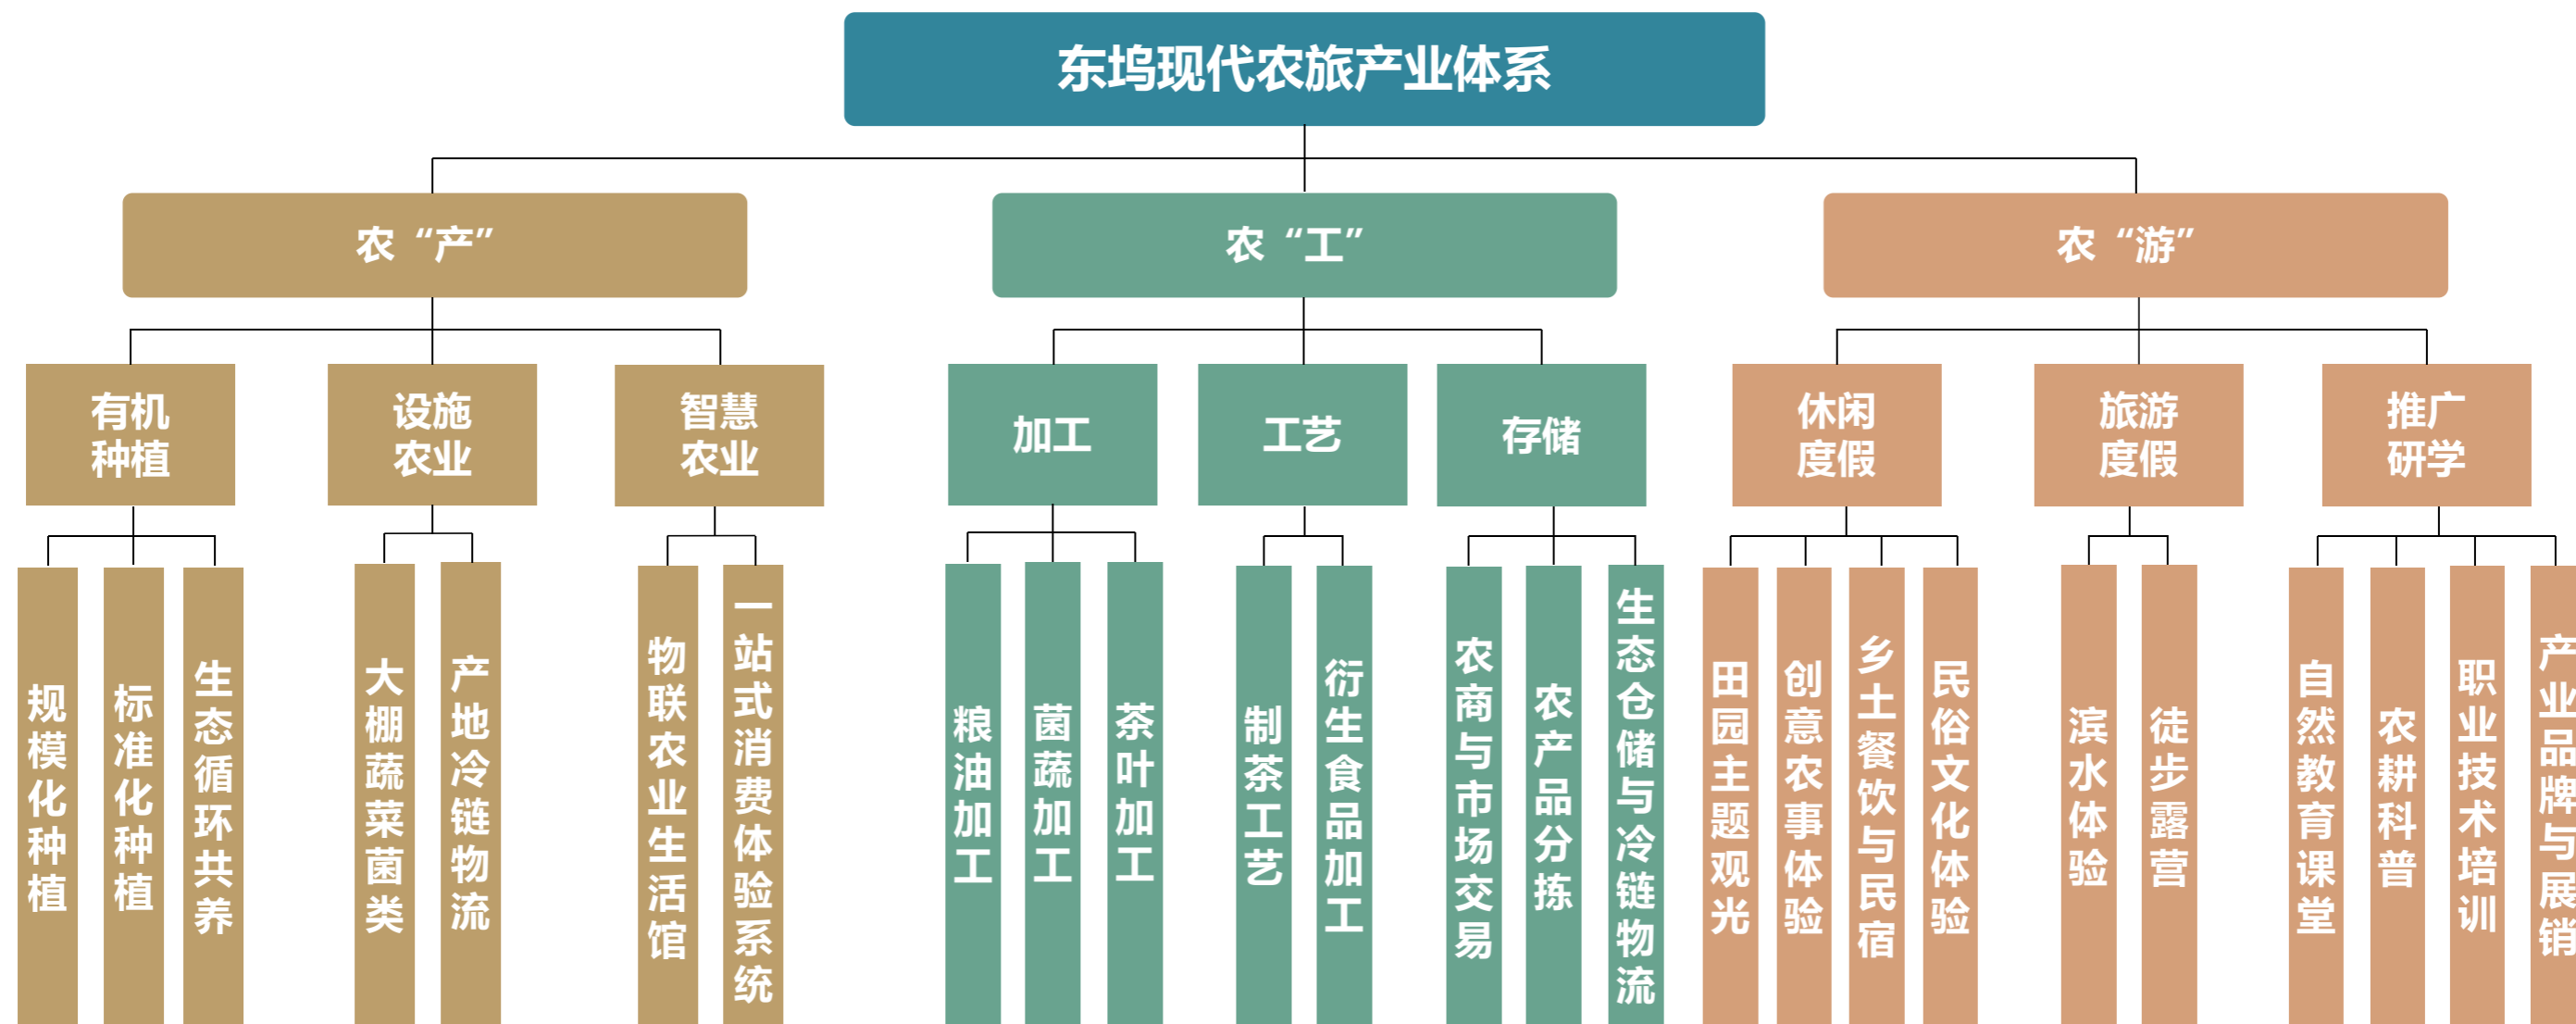 东坞现代农旅产业体系
农“产”
农“工”
农“游”
有机
种植
设施
农业
智慧
农业
加工
工艺
存储
休闲
度假
旅游
度假
推广
研学
规模化种植
标准化种植
生态循环共养
大棚蔬菜菌类
产地冷链物流
物联农业生活馆
一站式消费体验系统
粮油加工
菌蔬加工
茶叶加工
制茶工艺
衍生食品加工
农商与市场交易
农产品分拣
生态仓储与冷链物流
田园主题观光
创意农事体验
乡土餐饮与民宿
民俗文化体验
滨水体验
徒步露营
自然教育课堂
农耕科普
职业技术培训
产业品牌与展销